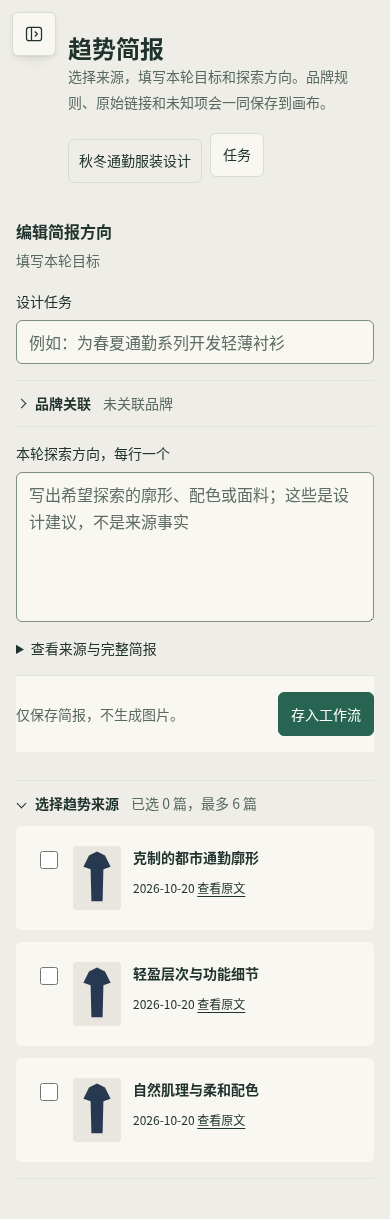 趋势简报
选择来源，填写本轮目标和探索方向。品牌规
则、原始链接和未知项会一同保存到画布。
秋冬通勤服装设计
任务
编辑简报方向
填写本轮目标
设计任务
例如：为春夏通勤系列开发轻薄衬衫
品牌关联 未关联品牌
本轮探索方向，每行一个
写出希望探索的廓形、配色或面料；这些是设
计建议，不是来源事实
查看来源与完整简报
仅保存简报，不生成图片。
存入工作流
选择趋势来源 已选 0 篇，最多 6 篇
克制的都市通勤廓形
2026-10-20 查看原文
轻盈层次与功能细节
2026-10-20 查看原文
自然肌理与柔和配色
2026-10-20 查看原文